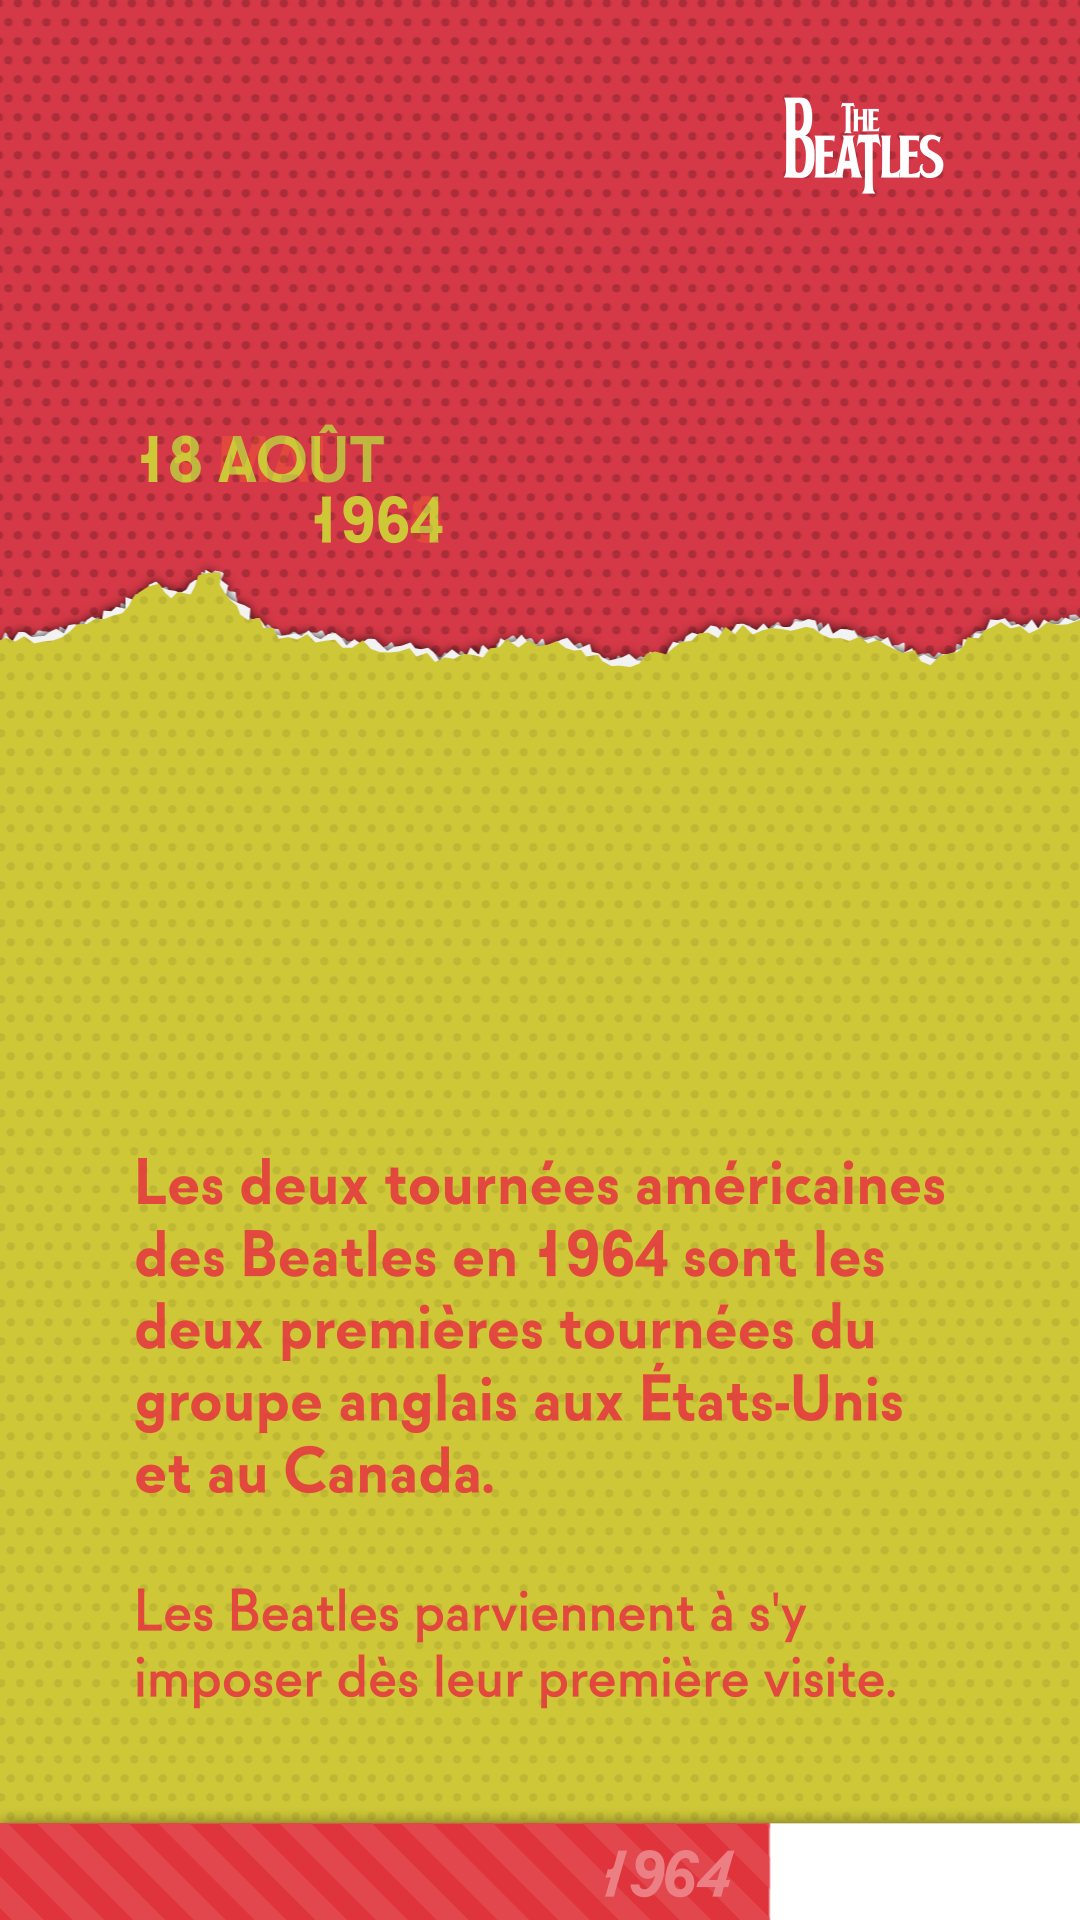 THE
BEATLES
18 AOÛT
1964
Les deux tournées américaines
des Beatles en 1964 sont les
deux premières tournées du
groupe anglais aux États-Unis
et au Canada.
Les Beatles parviennent à s'y
imposer dès leur première visite.
1964